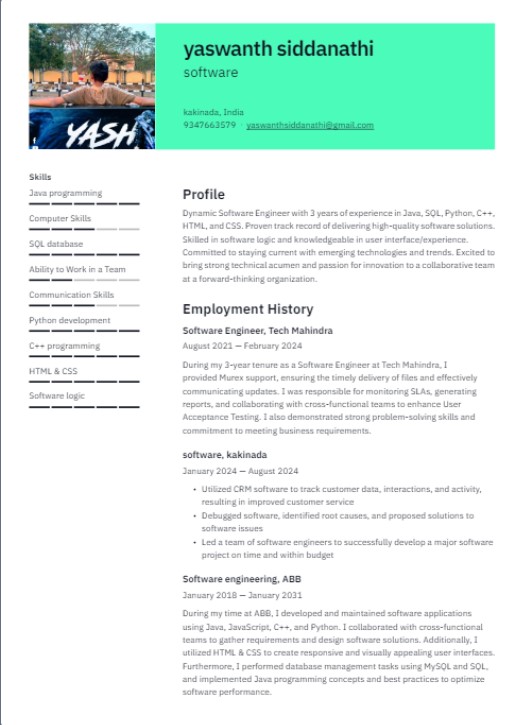 yaswanth siddanathi
software
kakinada, India
9347663579 · yaswanthsiddanathi@gmail.com
YASH
Skills
Java programming
Computer Skills
SQL database
Ability to Work in a Team
Communication Skills
Python development
C++ programming
HTML & CSS
Software logic
Profile
Dynamic Software Engineer with 3 years of experience in Java, SQL, Python, C++,
HTML, and CSS. Proven track record of delivering high-quality software solutions.
Skilled in software logic and knowledgeable in user interface/experience.
Committed to staying current with emerging technologies and trends. Excited to
bring strong technical acumen and passion for innovation to a collaborative team
at a forward-thinking organization.
Employment History
Software Engineer, Tech Mahindra
August 2021 — February 2024
During my 3-year tenure as a Software Engineer at Tech Mahindra, I
provided Murex support, ensuring the timely delivery of files and effectively
communicating updates. I was responsible for monitoring SLAs, generating
reports, and collaborating with cross-functional teams to enhance User
Acceptance Testing. I also demonstrated strong problem-solving skills and
commitment to meeting business requirements.
software, kakinada
January 2024 — August 2024
• Utilized CRM software to track customer data, interactions, and activity,
resulting in improved customer service
• Debugged software, identified root causes, and proposed solutions to
software issues
• Led a team of software engineers to successfully develop a major software
project on time and within budget
Software engineering, ABB
January 2018 — January 2031
During my time at ABB, I developed and maintained software applications
using Java, JavaScript, C++, and Python. I collaborated with cross-functional
teams to gather requirements and design software solutions. Additionally, I
utilized HTML & CSS to create responsive and visually appealing user interfaces.
Furthermore, I performed database management tasks using MySQL and SQL,
and implemented Java programming concepts and best practices to optimize
software performance.